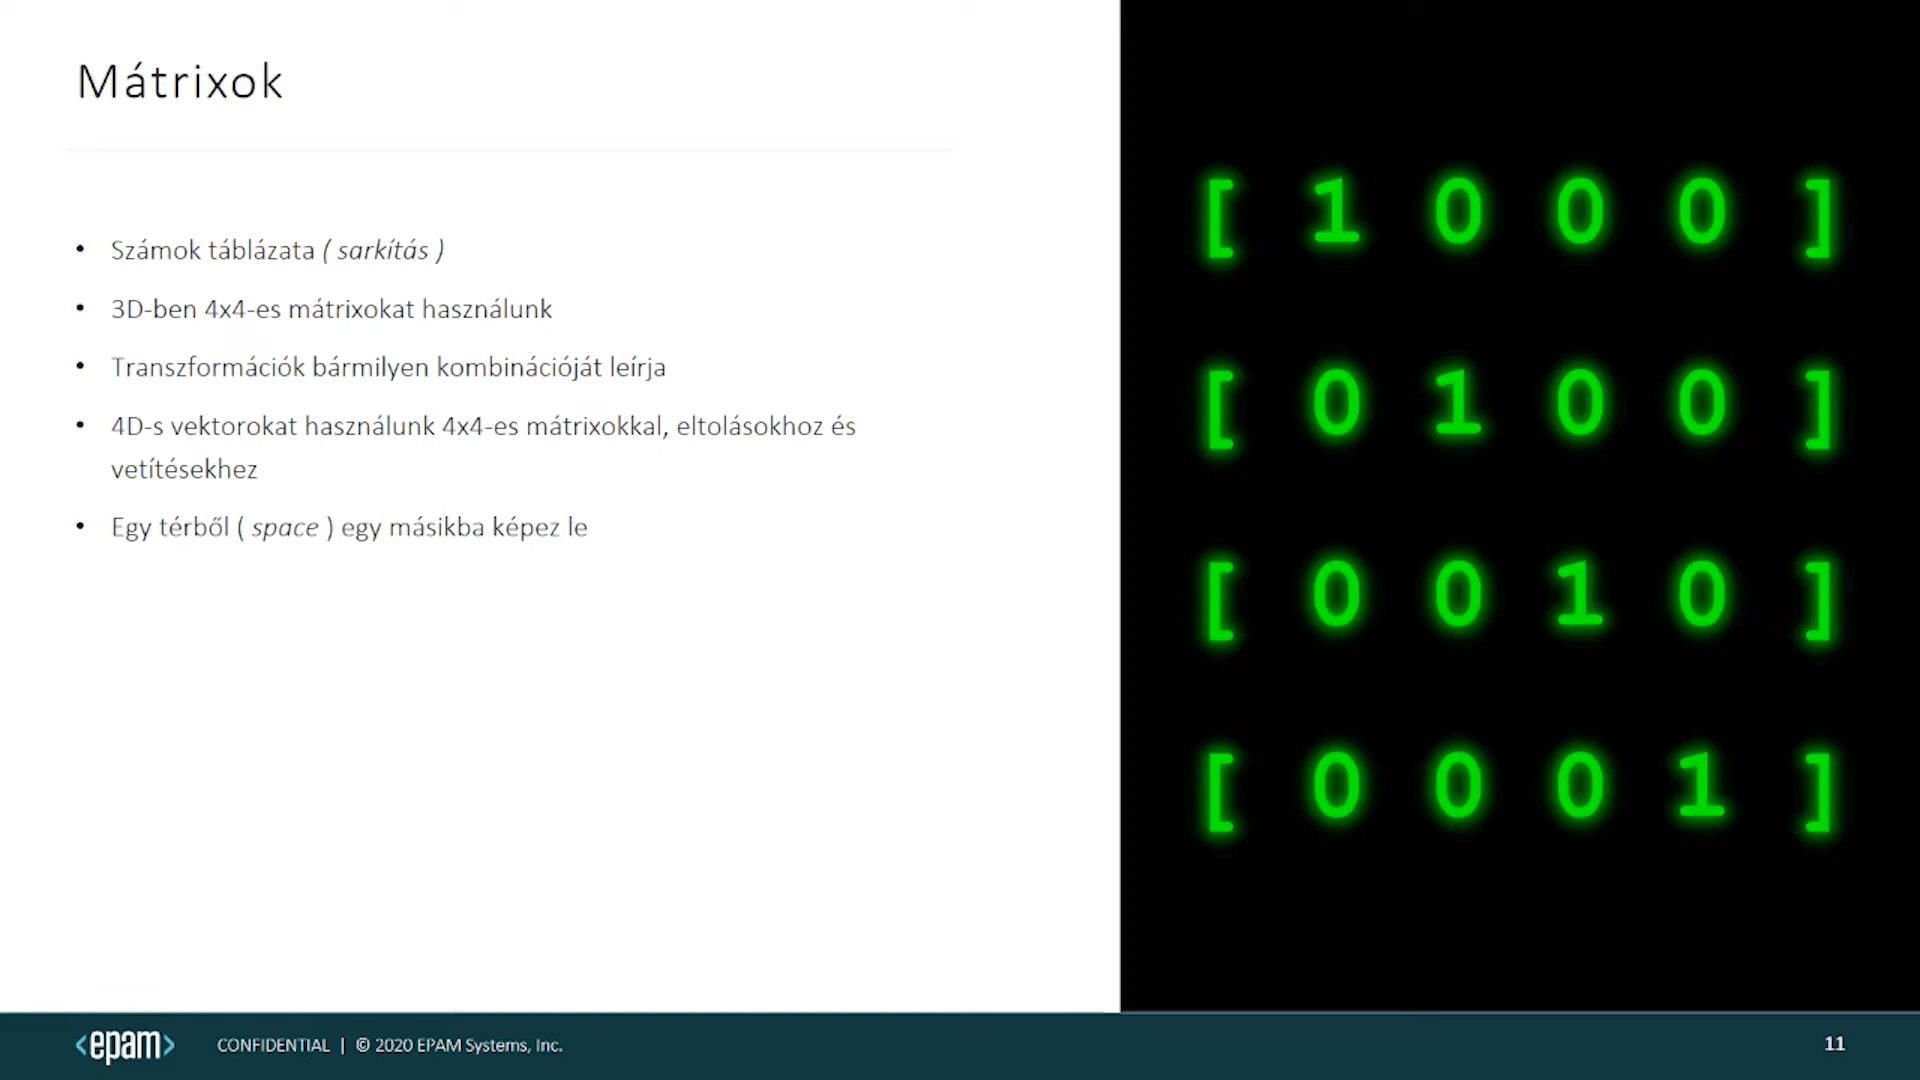 Mátrixok
• Számok táblázata ( sarkítás )
• 3D-ben 4x4-es mátrixokat használunk
• Transzformációk bármilyen kombinációját leírja
• 4D-s vektorokat használunk 4x4-es mátrixokkal, eltolásokhoz és
vetítésekhez
• Egy térből ( space ) egy másikba képez le
[ 1 0 0 0 ]
[ 0 1 0 0 ]
[ 0 0 1 0 ]
[ 0 0 0 1 ]
<epam> CONFIDENTIAL | © 2020 EPAM Systems, Inc. 11